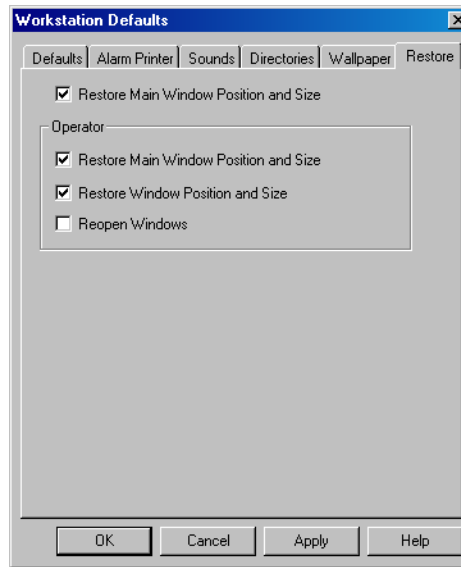 Workstation Defaults
Defaults Alarm Printer Sounds Directories Wallpaper Restore
Restore Main Window Position and Size
Operator
Restore Main Window Position and Size
Restore Window Position and Size
Reopen Windows
OK Cancel Apply Help